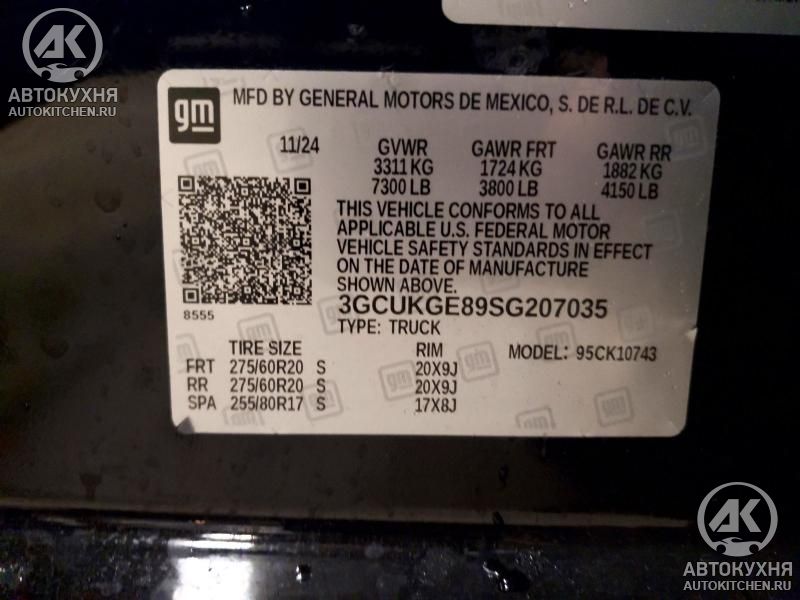 АК
АВТОКУХНЯ
AUTOKITCHEN.RU
gm
MFD BY GENERAL MOTORS DE MEXICO, S. DE R.L. DE C.V.
11/24 GVWR GAWR FRT GAWR RR
3311 KG 1724 KG 1882 KG
7300 LB 3800 LB 4150 LB
THIS VEHICLE CONFORMS TO ALL
APPLICABLE U.S. FEDERAL MOTOR
VEHICLE SAFETY STANDARDS IN EFFECT
ON THE DATE OF MANUFACTURE
SHOWN ABOVE.
8555
3GCUKGE89SG207035
TYPE: TRUCK
TIRE SIZE RIM MODEL: 95CK10743
FRT 275/60R20 S 20X9J
RR 275/60R20 S 20X9J
SPA 255/80R17 S 17X8J
АК
АВТОКУХНЯ
AUTOKITCHEN.RU